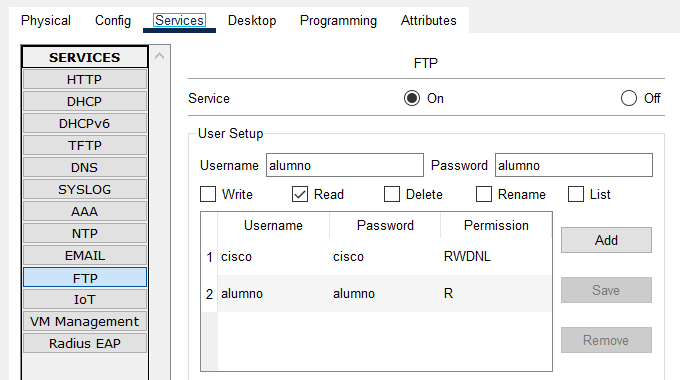 Physical Config Services Desktop Programming Attributes
SERVICES
HTTP
DHCP
DHCPv6
TFTP
DNS
SYSLOG
AAA
NTP
EMAIL
FTP
IoT
VM Management
Radius EAP
FTP
Service On Off
User Setup
Username alumno Password alumno
Write Read Delete Rename List
Username Password Permission
1 cisco cisco RWDNL
2 alumno alumno R
Add
Save
Remove